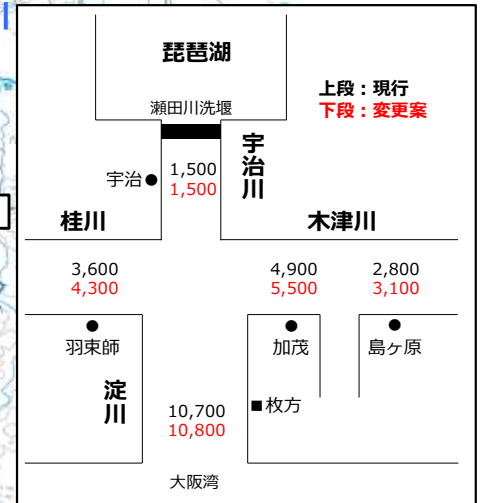 琵琶湖
上段：現行
下段：変更案
瀬田川洗堰
宇治川
宇治●
1,500
1,500
桂川
木津川
3,600
4,300
4,900
5,500
2,800
3,100
羽束師
加茂
島ヶ原
淀川
10,700
10,800
■枚方
大阪湾